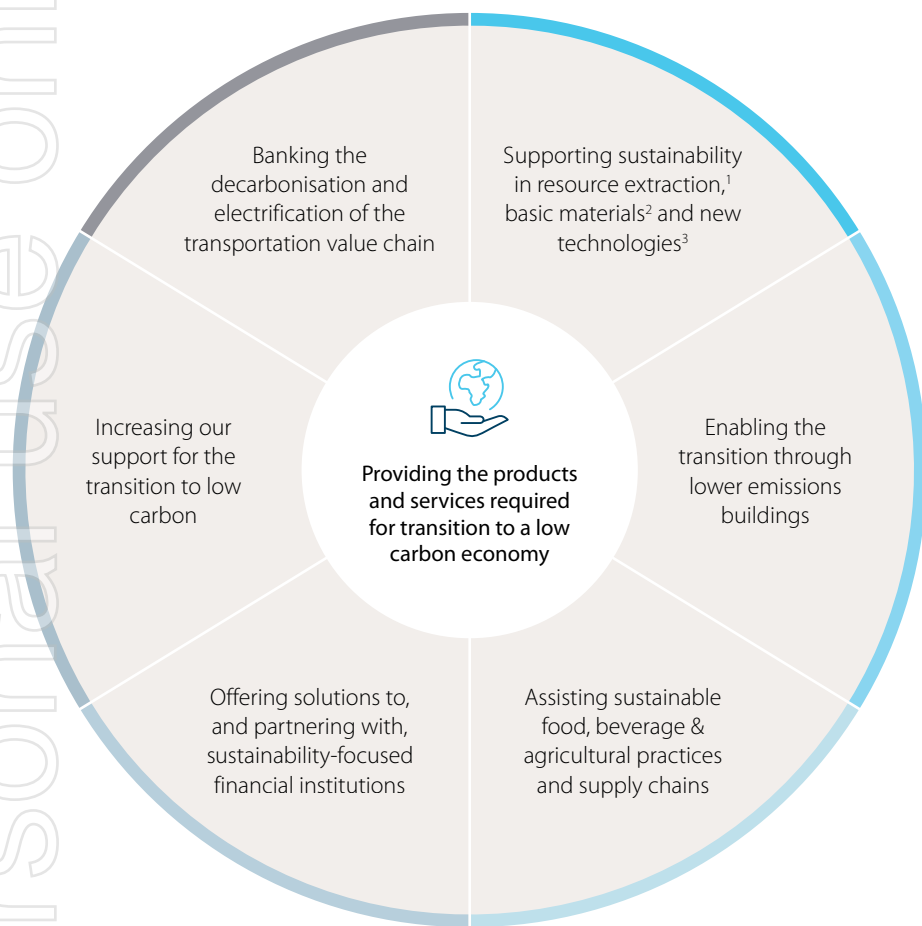 Banking the
decarbonisation and
electrification of the
transportation value chain
Supporting sustainability
in resource extraction,¹
basic materials² and new
technologies³
Increasing our
support for the
transition to low
carbon
Providing the products
and services required
for transition to a low
carbon economy
Enabling the
transition through
lower emissions
buildings
Offering solutions to,
and partnering with,
sustainability-focused
financial institutions
Assisting sustainable
food, beverage &
agricultural practices
and supply chains